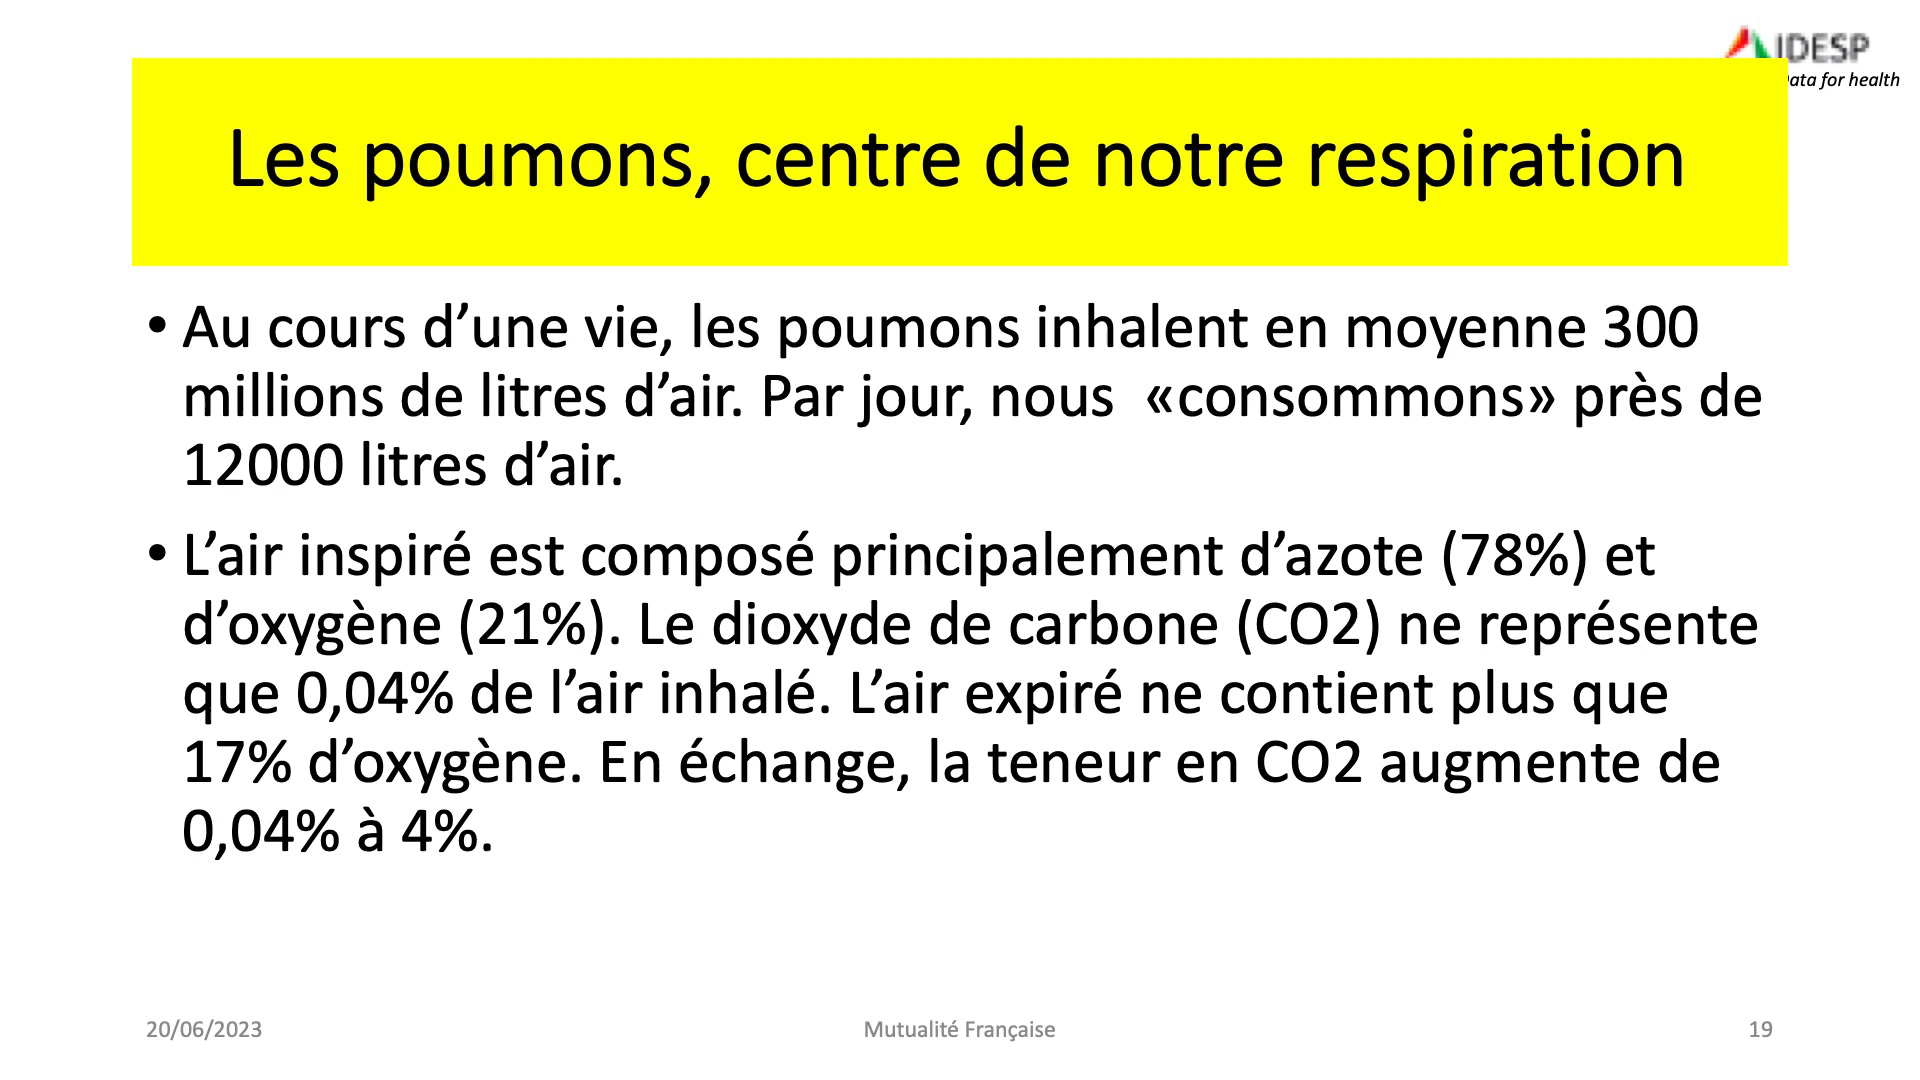 IDESP
ata for health
Les poumons, centre de notre respiration
• Au cours d’une vie, les poumons inhalent en moyenne 300
millions de litres d’air. Par jour, nous  «consommons» près de
12000 litres d’air.
• L’air inspiré est composé principalement d’azote (78%) et
d’oxygène (21%). Le dioxyde de carbone (CO2) ne représente
que 0,04% de l’air inhalé. L’air expiré ne contient plus que
17% d’oxygène. En échange, la teneur en CO2 augmente de
0,04% à 4%.
20/06/2023
Mutualité Française
19